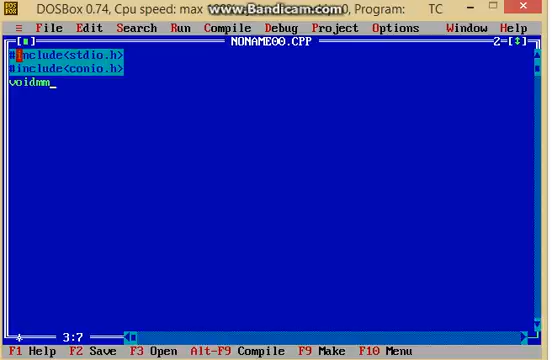 DOSBox 0.74, Cpu speed: max 0, Program: TC
www.Bandicam.com
≡ File Edit Search Run Compile Debug Project Options Window Help
NONAME00.CPP 2
#include<stdio.h>
#include<conio.h>
voidmm_
3:7
F1 Help F2 Save F3 Open Alt-F9 Compile F9 Make F10 Menu